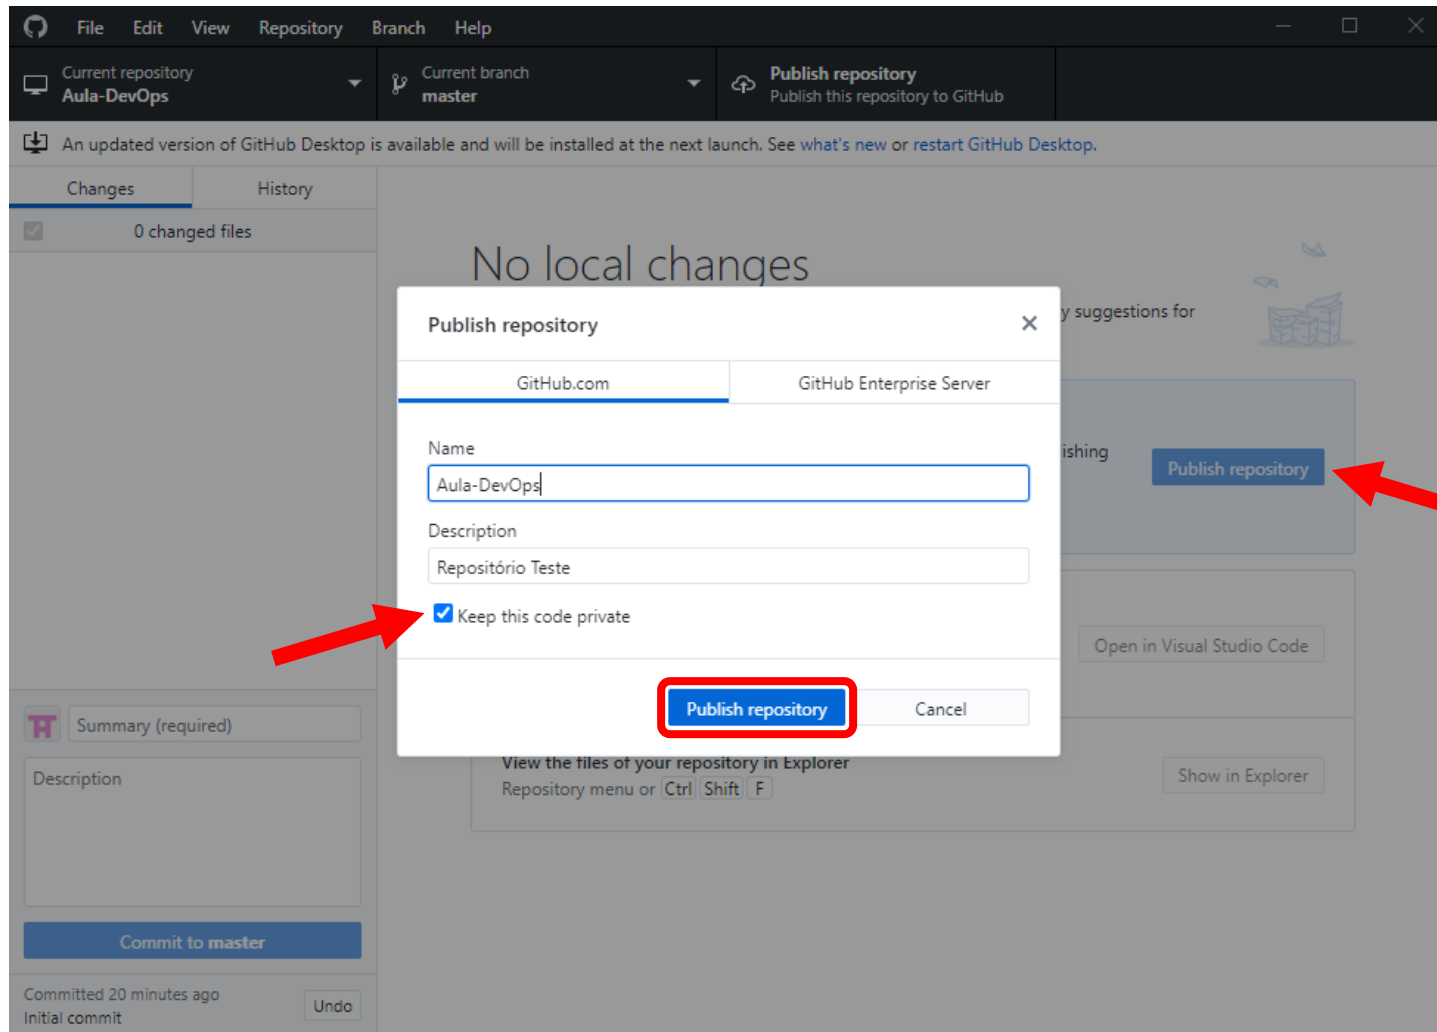 File Edit View Repository Branch Help
Current repository
Aula-DevOps
Current branch
master
Publish repository
Publish this repository to GitHub
An updated version of GitHub Desktop is available and will be installed at the next launch. See what's new or restart GitHub Desktop.
Changes History
0 changed files
No local changes
y suggestions for
Publish repository
GitHub.com GitHub Enterprise Server
Name
Aula-DevOps
Description
Repositório Teste
Keep this code private
Publish repository Cancel
ishing
Publish repository
Open in Visual Studio Code
View the files of your repository in Explorer
Repository menu or Ctrl Shift F
Show in Explorer
Summary (required)
Description
Commit to master
Committed 20 minutes ago
Initial commit
Undo